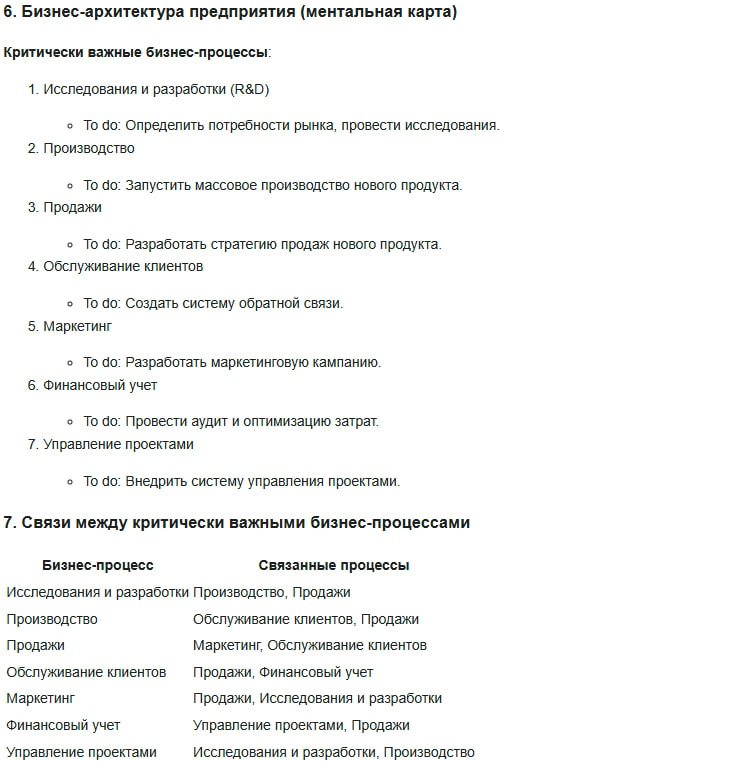 6. Бизнес-архитектура предприятия (ментальная карта)
Критически важные бизнес-процессы:
1. Исследования и разработки (R&D)
To do: Определить потребности рынка, провести исследования.
2. Производство
To do: Запустить массовое производство нового продукта.
3. Продажи
To do: Разработать стратегию продаж нового продукта.
4. Обслуживание клиентов
To do: Создать систему обратной связи.
5. Маркетинг
To do: Разработать маркетинговую кампанию.
6. Финансовый учет
To do: Провести аудит и оптимизацию затрат.
7. Управление проектами
To do: Внедрить систему управления проектами.
7. Связи между критически важными бизнес-процессами
Бизнес-процесс Связанные процессы
Исследования и разработки Производство, Продажи
Производство Обслуживание клиентов, Продажи
Продажи Маркетинг, Обслуживание клиентов
Обслуживание клиентов Продажи, Финансовый учет
Маркетинг Продажи, Исследования и разработки
Финансовый учет Управление проектами, Продажи
Управление проектами Исследования и разработки, Производство